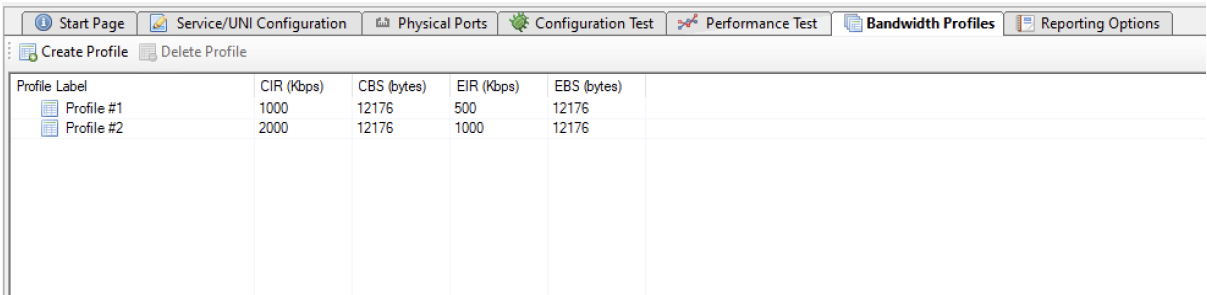 Start Page Service/UNI Configuration Physical Ports Configuration Test Performance Test Bandwidth Profiles Reporting Options
Create Profile Delete Profile
Profile Label CIR (Kbps) CBS (bytes) EIR (Kbps) EBS (bytes)
Profile #1 1000 12176 500 12176
Profile #2 2000 12176 1000 12176